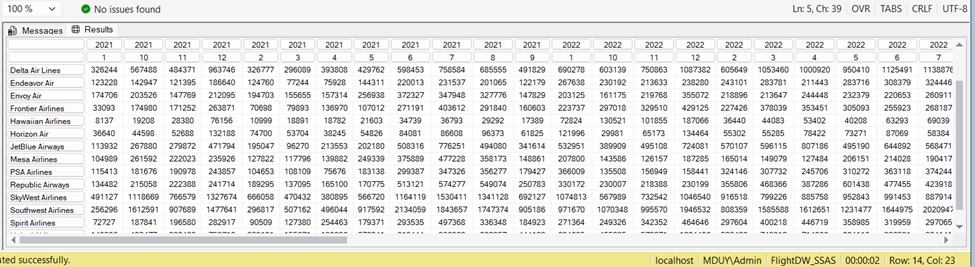 100 % No issues found Ln: 5, Ch: 39 OVR TABS CRLF UTF-8
Messages Results
2021 2021 2021 2021 2021 2021 2021 2021 2021 2021 2021 2021 2022 2022 2022 2022 2022 2022 2022 2022 2022 2022
1 10 11 12 2 3 4 5 6 7 8 9 1 10 11 12 2 3 4 5 6 7
Delta Air Lines 326244 567488 484371 963746 326777 296089 393808 429762 598453 758584 685555 491829 690278 603139 750863 1087382 605649 1053460 1000920 950410 1125491 1138876
Endeavor Air 123228 142947 123395 186640 124760 77244 75928 144311 220013 231537 201065 122179 267638 230192 219733 238280 243101 283781 211443 283716 308379 324446
Envoy Air 174706 203526 147769 212095 194703 155655 157314 256938 372327 347948 327776 147829 203125 161175 219768 355072 218896 213647 244448 232379 220653 260911
Frontier Airlines 33093 174980 171252 263871 70698 79893 136970 107012 271191 403612 291840 160603 223737 297018 329510 429125 227426 378039 353451 305093 255923 268187
Hawaiian Airlines 8137 19208 28380 76156 10999 18891 18782 21603 34739 36793 29292 17389 72824 130521 101855 187066 36440 44083 53402 40208 63293 69039
Horizon Air 36640 44598 52688 132188 74700 53704 38245 54826 84081 86608 96373 61825 121996 29981 65173 134464 55302 55285 78422 73271 87069 58384
JetBlue Airways 113932 267880 279872 471794 195047 96270 213553 202180 508316 776251 494080 341614 532951 389909 495108 724081 570107 596115 807186 495190 644892 568471
Mesa Airlines 104989 261592 222023 235926 127822 117796 139882 249339 375889 477228 358173 148861 207800 143586 126157 187285 165014 149079 127484 206151 214028 190417
PSA Airlines 115413 181676 190978 243857 104653 108109 75676 183138 299387 347326 356277 179427 366009 135508 156949 158441 324146 307732 245706 310272 363118 374244
Republic Airways 134482 215058 222388 241714 189295 137095 165100 170775 513121 574277 549074 250783 330172 230007 218388 230199 355806 468366 387286 601438 477455 423918
SkyWest Airlines 491127 1118669 766579 1327674 666058 430382 380895 566720 1164119 1530411 1341128 692127 1074813 567989 732542 1046540 916518 799226 885758 952843 991453 887914
Southwest Airlines 256296 1612591 907689 1477641 296817 507162 496044 917592 2134059 1843657 1747374 905186 971670 1070348 995570 1946532 808359 1585588 1612651 1231477 1644975 2020947
Spirit Airlines 72727 187841 196580 282917 90509 127380 254463 179371 293535 497368 336348 184923 271364 249326 342352 464646 297604 400218 446719 358985 319959 297065
uted successfully. localhost MDUY\Admin FlightDW_SSAS 00:00:02 Row: 14, Col: 23